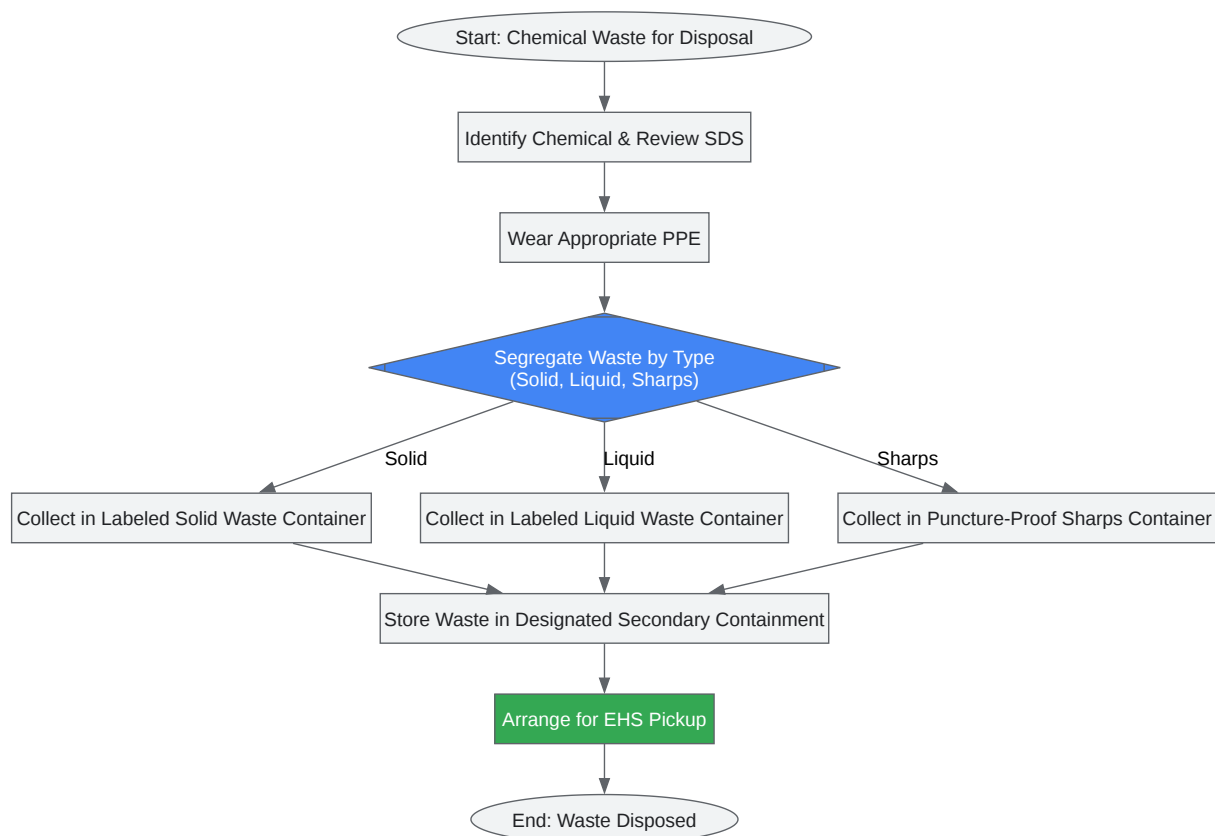 Start: Chemical Waste for Disposal
Identify Chemical & Review SDS
Wear Appropriate PPE
Segregate Waste by Type
(Solid, Liquid, Sharps)
Solid
Liquid
Sharps
Collect in Labeled Solid Waste Container
Collect in Labeled Liquid Waste Container
Collect in Puncture-Proof Sharps Container
Store Waste in Designated Secondary Containment
Arrange for EHS Pickup
End: Waste Disposed